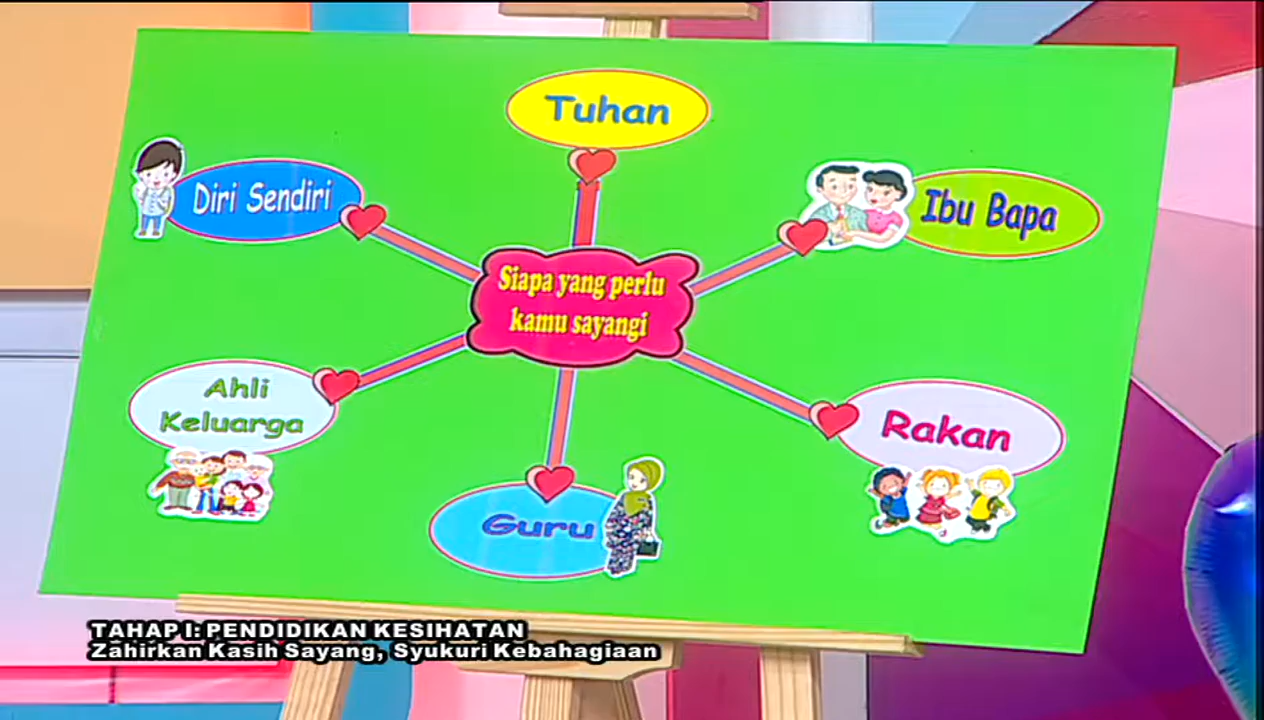 Tuhan
Diri Sendiri
Ibu Bapa
Siapa yang perlu
kamu sayangi
Ahli
Keluarga
Rakan
Guru
TAHAP I: PENDIDIKAN KESIHATAN
Zahirkan Kasih Sayang, Syukuri Kebahagiaan